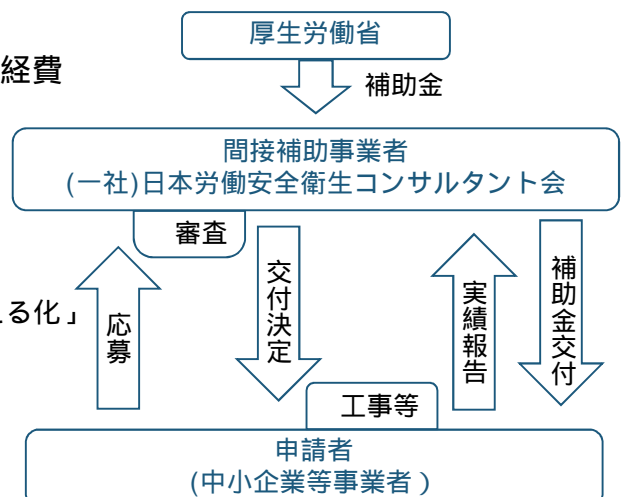 厚生労働省
経費
補助金
間接補助事業者
(一社)日本労働安全衛生コンサルタント会
審査
応募
交付決定
実績報告
補助金交付
る化」
工事等
申請者
(中小企業等事業者）